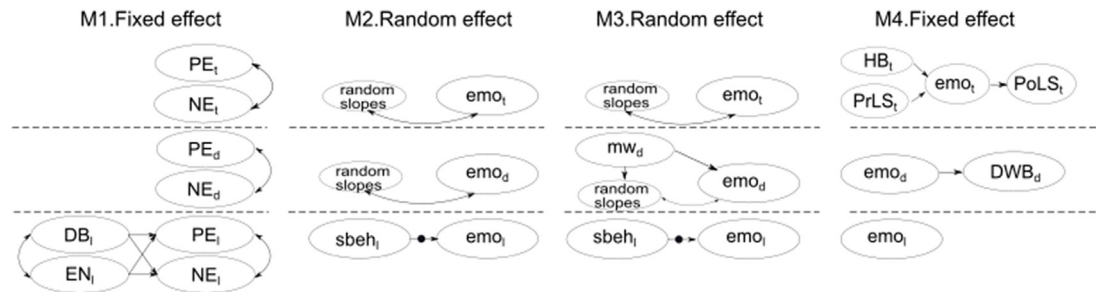 M1.Fixed effect
PEt
NEt
PEd
NEd
DBl
PEl
ENl
NEl
M2.Random effect
random
slopes
emot
random
slopes
emod
sbehl
emol
M3.Random effect
random
slopes
emot
mwd
random
slopes
emod
sbehl
emol
M4.Fixed effect
HBt
PrLSt
emot
PoLSt
emod
DWBd
emol